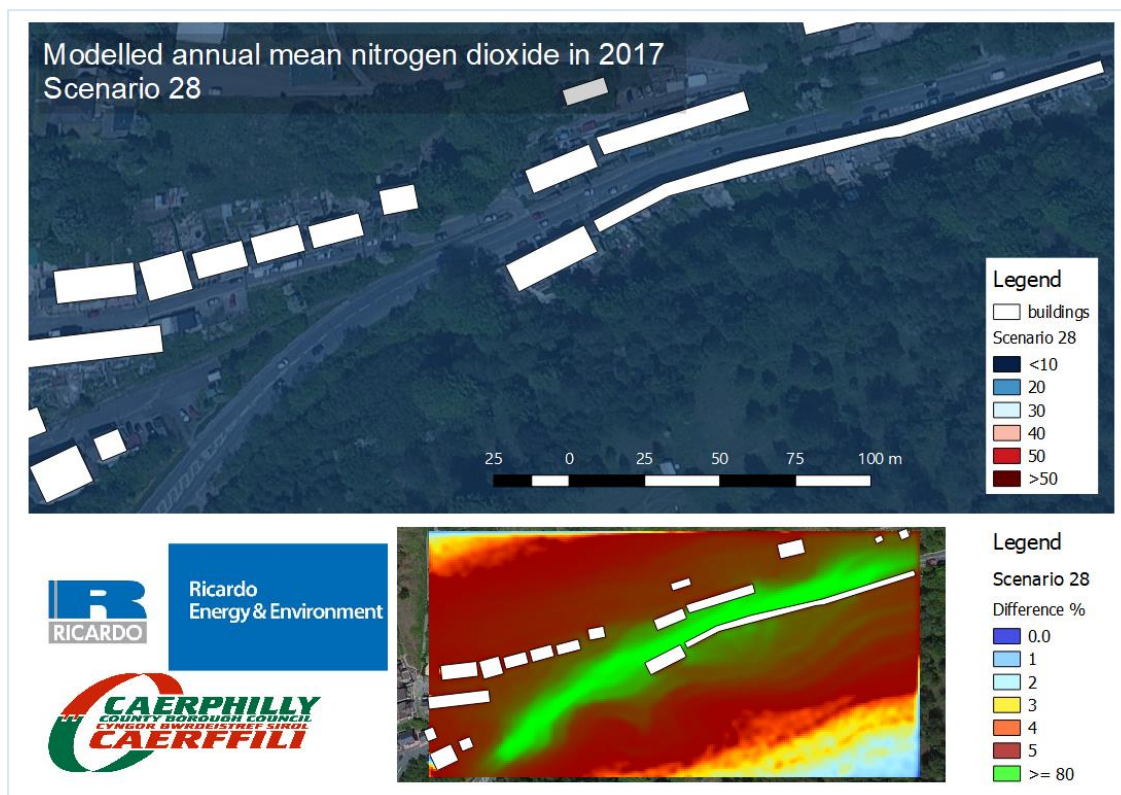 Modelled annual mean nitrogen dioxide in 2017
Scenario 28
Legend
buildings
Scenario 28
<10
20
30
40
50
>50
25 0 25 50 75 100 m
Ricardo
Energy & Environment
R
RICARDO
CAERPHILLY
COUNTY BOROUGH COUNCIL
CYNGOR BWRDEISTREF SIROL
CAERFFILI
Legend
Scenario 28
Difference %
0.0
1
2
3
4
5
>= 80